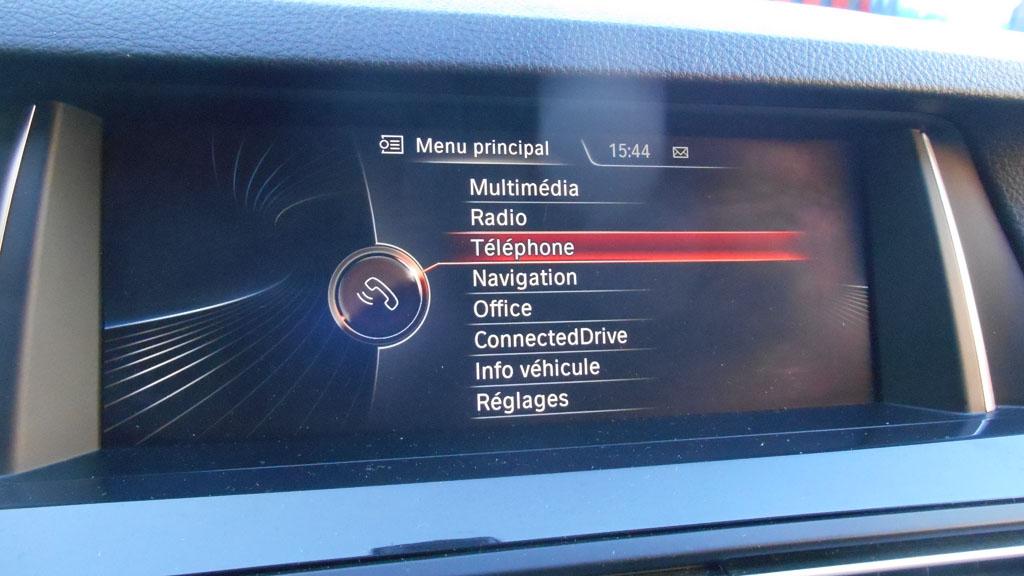 Menu principal 15:44
Multimédia
Radio
Téléphone
Navigation
Office
ConnectedDrive
Info véhicule
Réglages